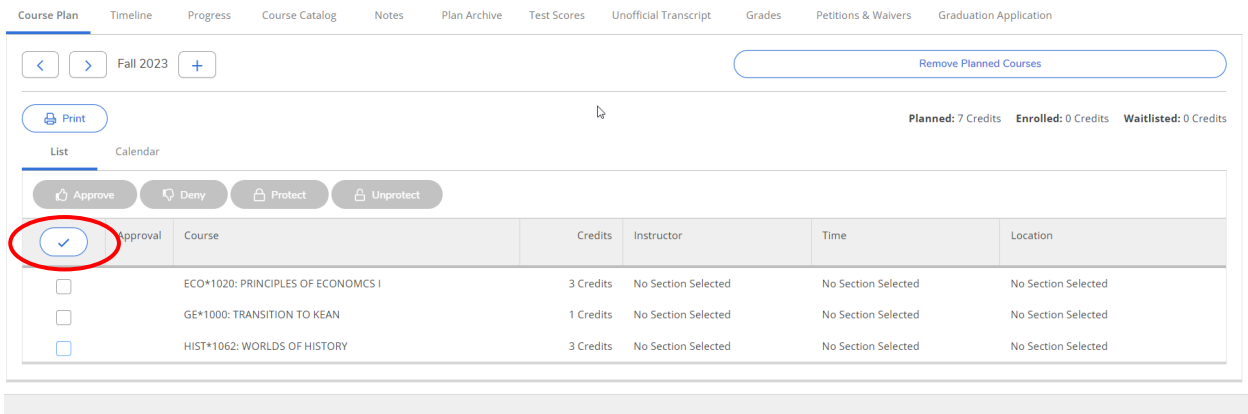 Course Plan Timeline Progress Course Catalog Notes Plan Archive Test Scores Unofficial Transcript Grades Petitions & Waivers Graduation Application
Fall 2023 Remove Planned Courses
Print Planned: 7 Credits Enrolled: 0 Credits Waitlisted: 0 Credits
List Calendar
Approve Deny Protect Unprotect
Approval Course Credits Instructor Time Location
ECO*1020: PRINCIPLES OF ECONOMCS I 3 Credits No Section Selected No Section Selected No Section Selected
GE*1000: TRANSITION TO KEAN 1 Credits No Section Selected No Section Selected No Section Selected
HIST*1062: WORLDS OF HISTORY 3 Credits No Section Selected No Section Selected No Section Selected